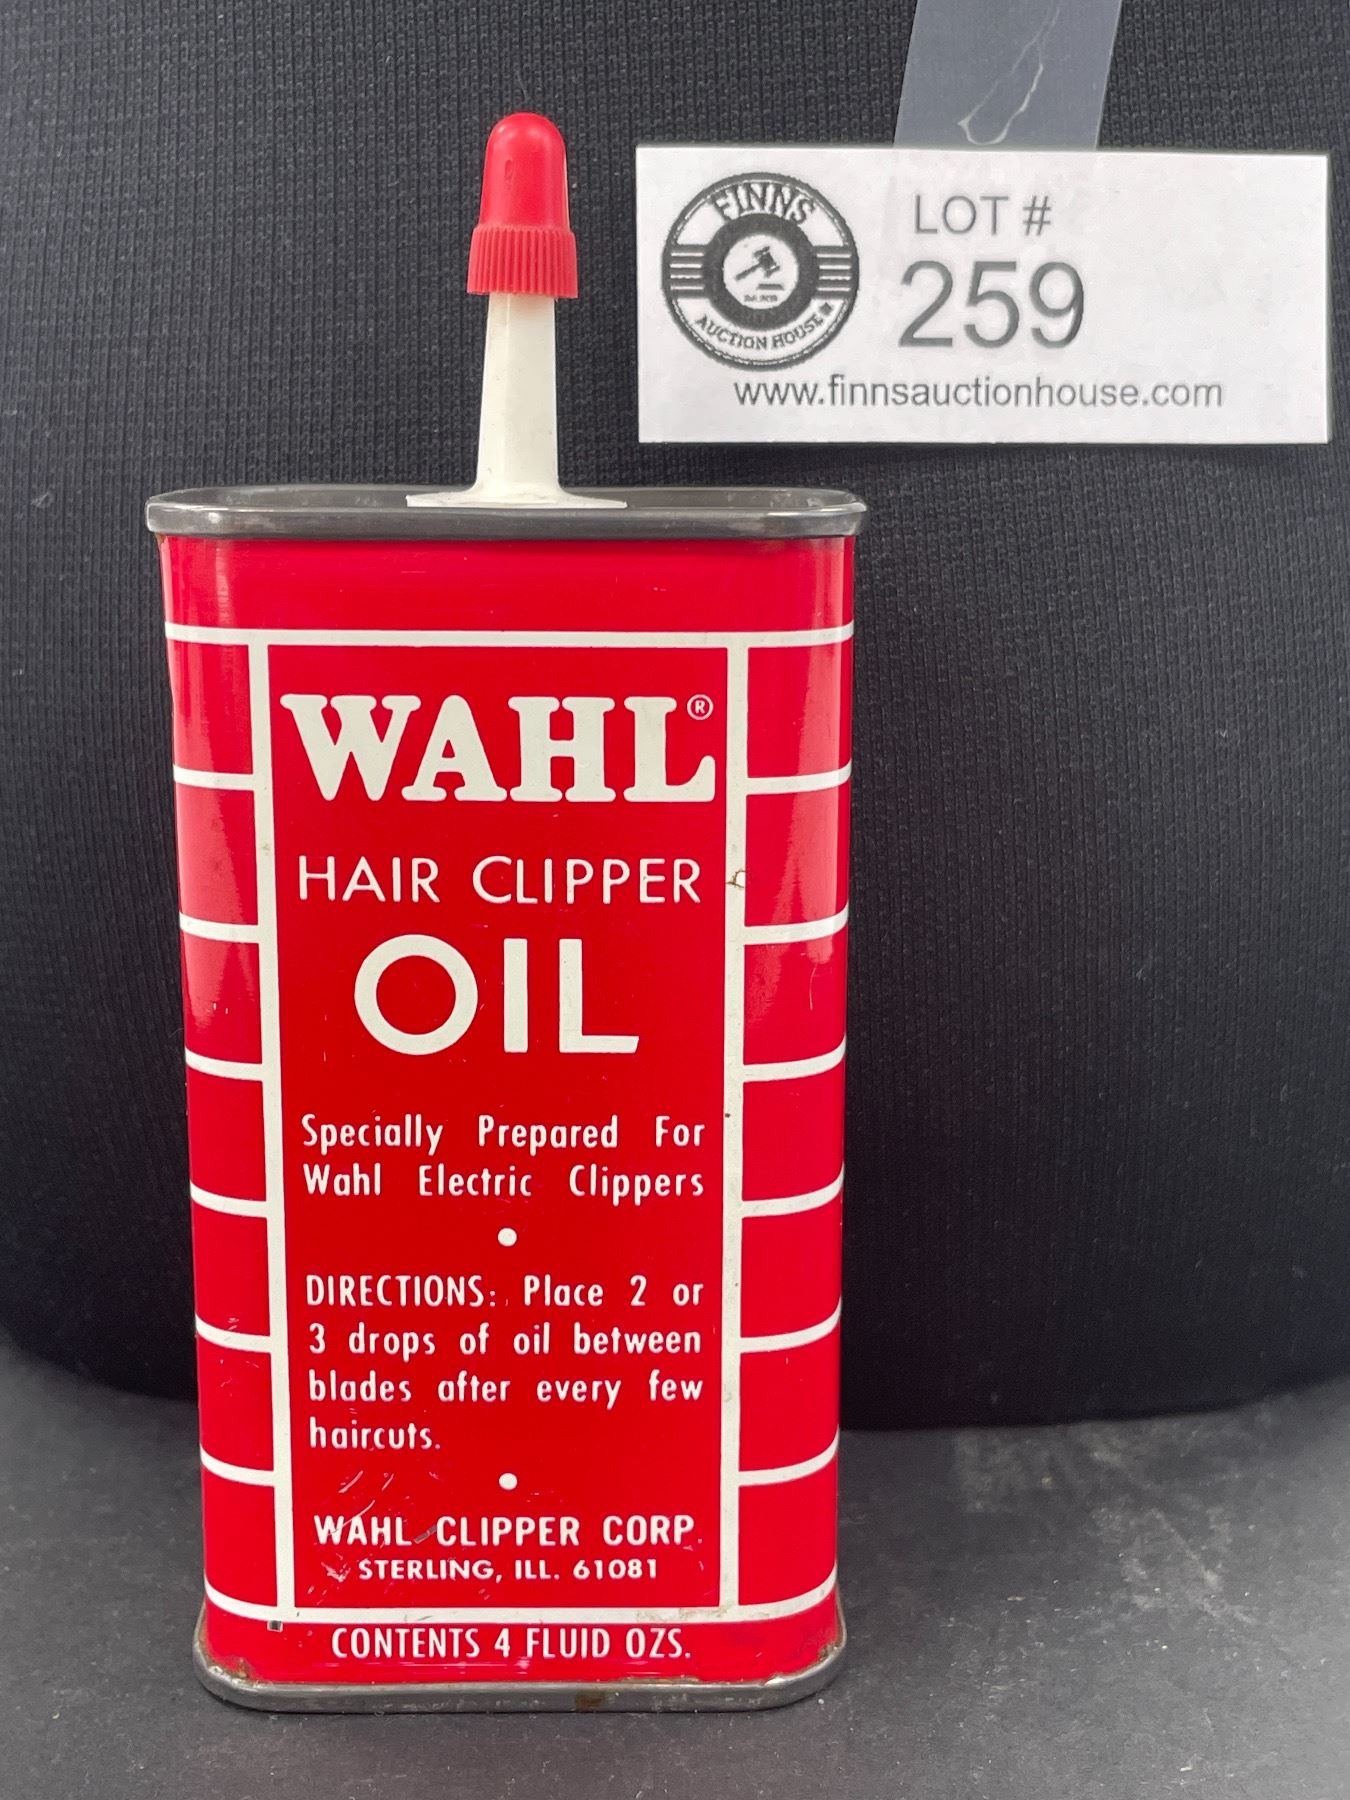 FINNS
AUCTION HOUSE
LOT #
259
www.finnsauctionhouse.com
WAHL®
HAIR CLIPPER
OIL
Specially Prepared For
Wahl Electric Clippers
•
DIRECTIONS: Place 2 or
3 drops of oil between
blades after every few
haircuts.
•
WAHL CLIPPER CORP.
STERLING, ILL. 61081
CONTENTS 4 FLUID OZS.